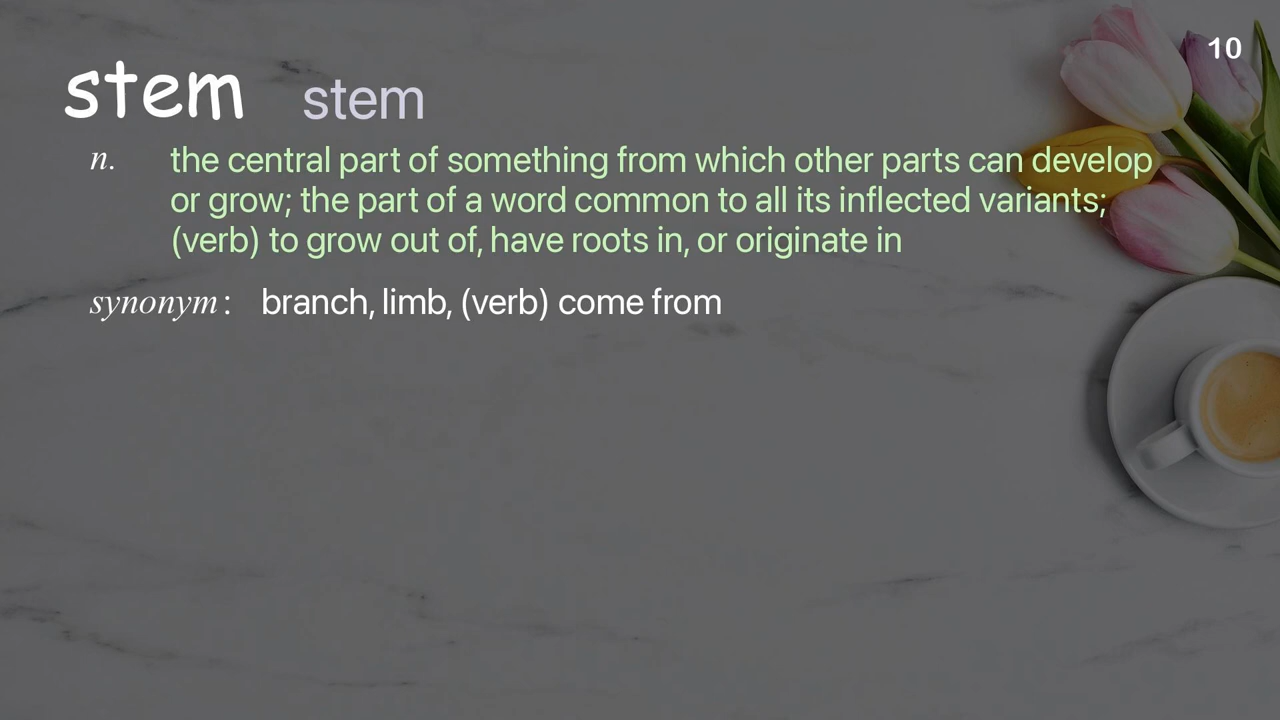 10
stem stem
n. the central part of something from which other parts can develop
or grow; the part of a word common to all its inflected variants;
(verb) to grow out of, have roots in, or originate in
synonym: branch, limb, (verb) come from